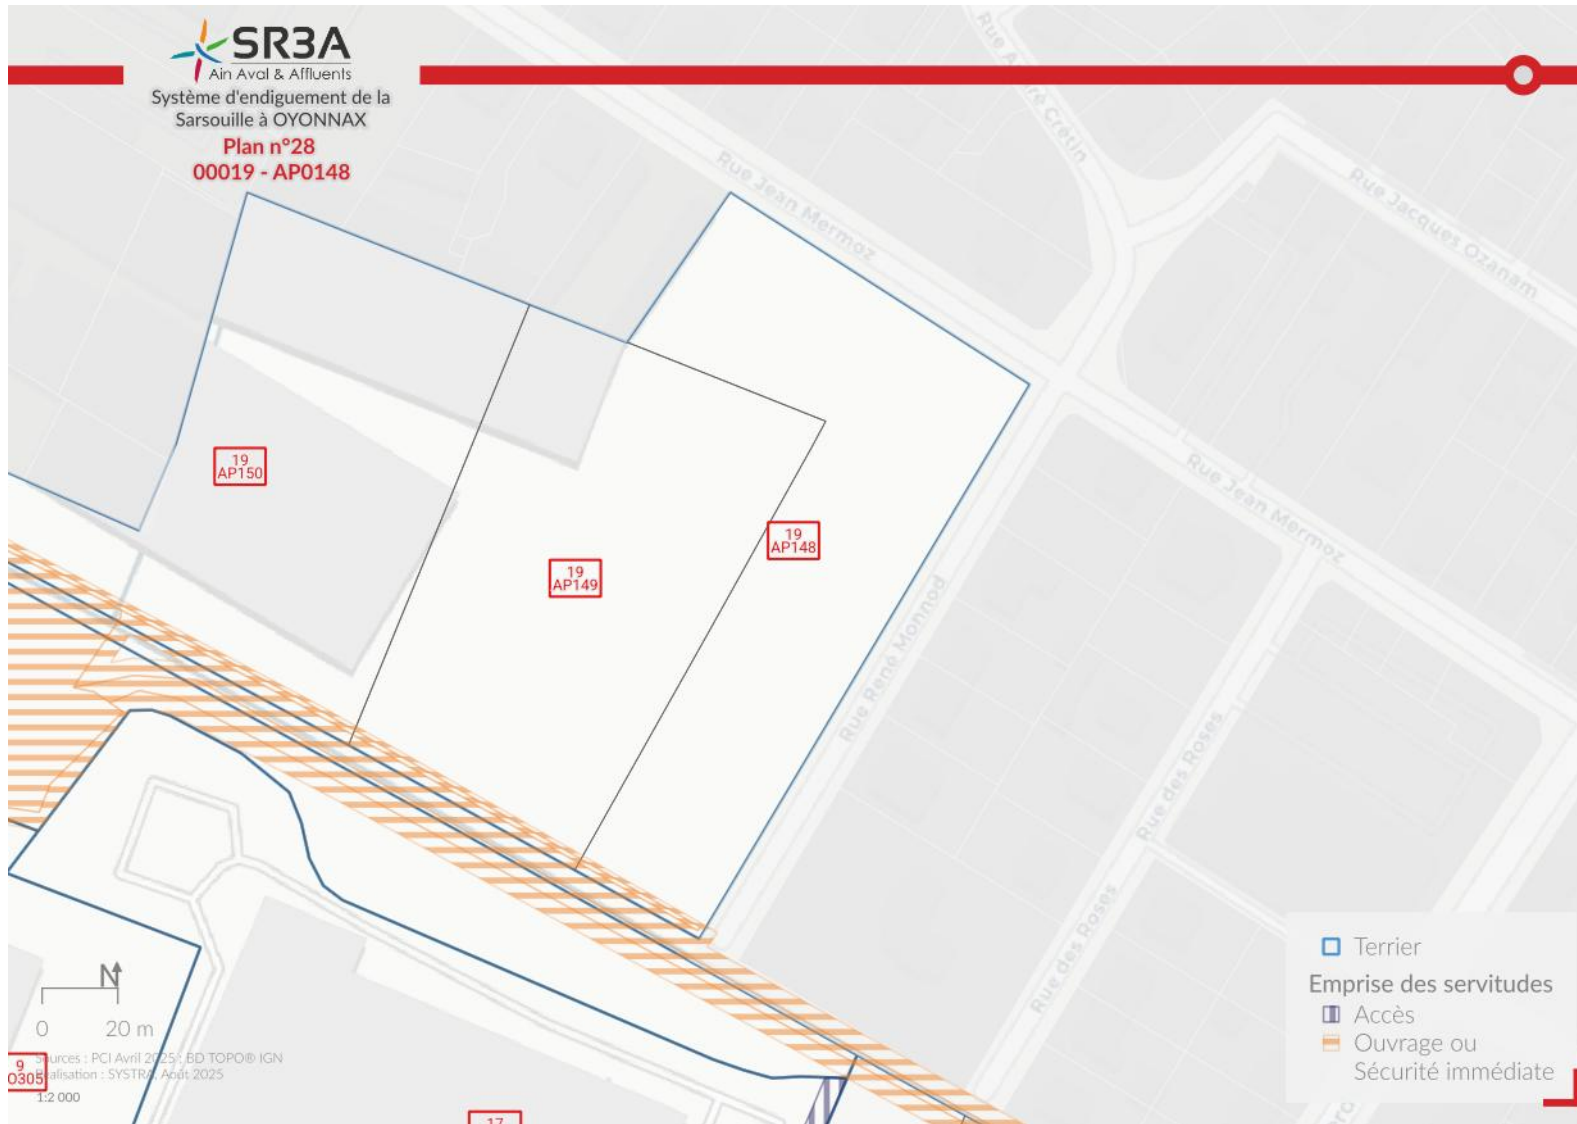 SR3A
Ain Aval & Affluents
Système d'endiguement de la
Sarsouille à OYONNAX
Plan n°28
00019 - AP0148
Rue Jean Mermoz
Crétin
Rue Jacques Ozanam
19
AP150
19
AP149
19
AP148
Rue Jean Mermoz
Rue René Monnod
Rue des Roses
Rue des Roses
N
0 20 m
Sources : PCI Avril 2025 ; BD TOPO® IGN
Réalisation : SYSTRA, Août 2025
1:2 000
9
O305
17
Terrier
Emprise des servitudes
Accès
Ouvrage ou
Sécurité immédiate